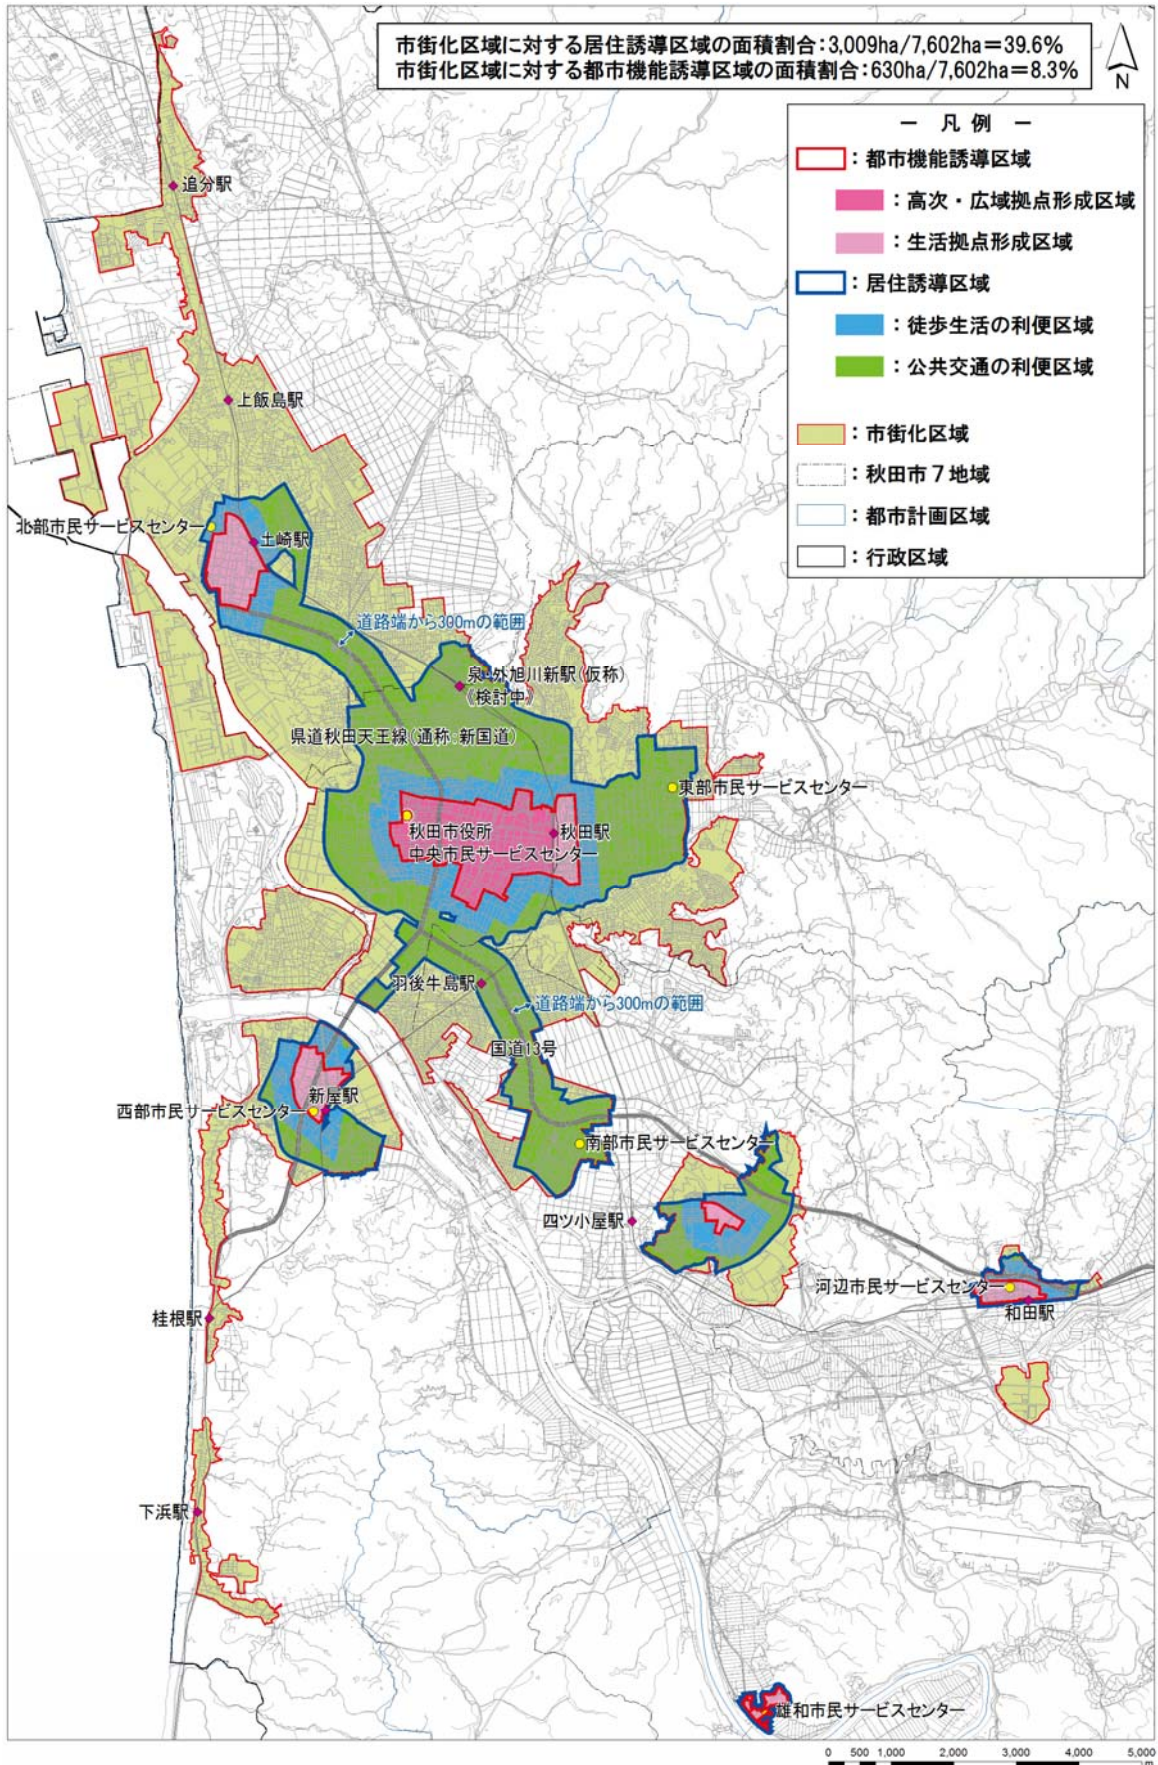 市街化区域に対する居住誘導区域の面積割合:3,009ha/7,602ha=39.6%
市街化区域に対する都市機能誘導区域の面積割合:630ha/7,602ha=8.3%
N
― 凡 例 ―
:都市機能誘導区域
:高次・広域拠点形成区域
:生活拠点形成区域
:居住誘導区域
:徒歩生活の利便区域
:公共交通の利便区域
:市街化区域
:秋田市7地域
:都市計画区域
:行政区域
追分駅
上飯島駅
北部市民サービスセンター
土崎駅
道路端から300mの範囲
泉・外旭川新駅(仮称)
《検討中》
県道秋田天王線(通称:新国道)
東部市民サービスセンター
秋田市役所
中央市民サービスセンター
秋田駅
羽後牛島駅
道路端から300mの範囲
国道13号
新屋駅
西部市民サービスセンター
南部市民サービスセンター
四ツ小屋駅
河辺市民サービスセンター
和田駅
桂根駅
下浜駅
雄和市民サービスセンター
0 500 1,000 2,000 3,000 4,000 5,000